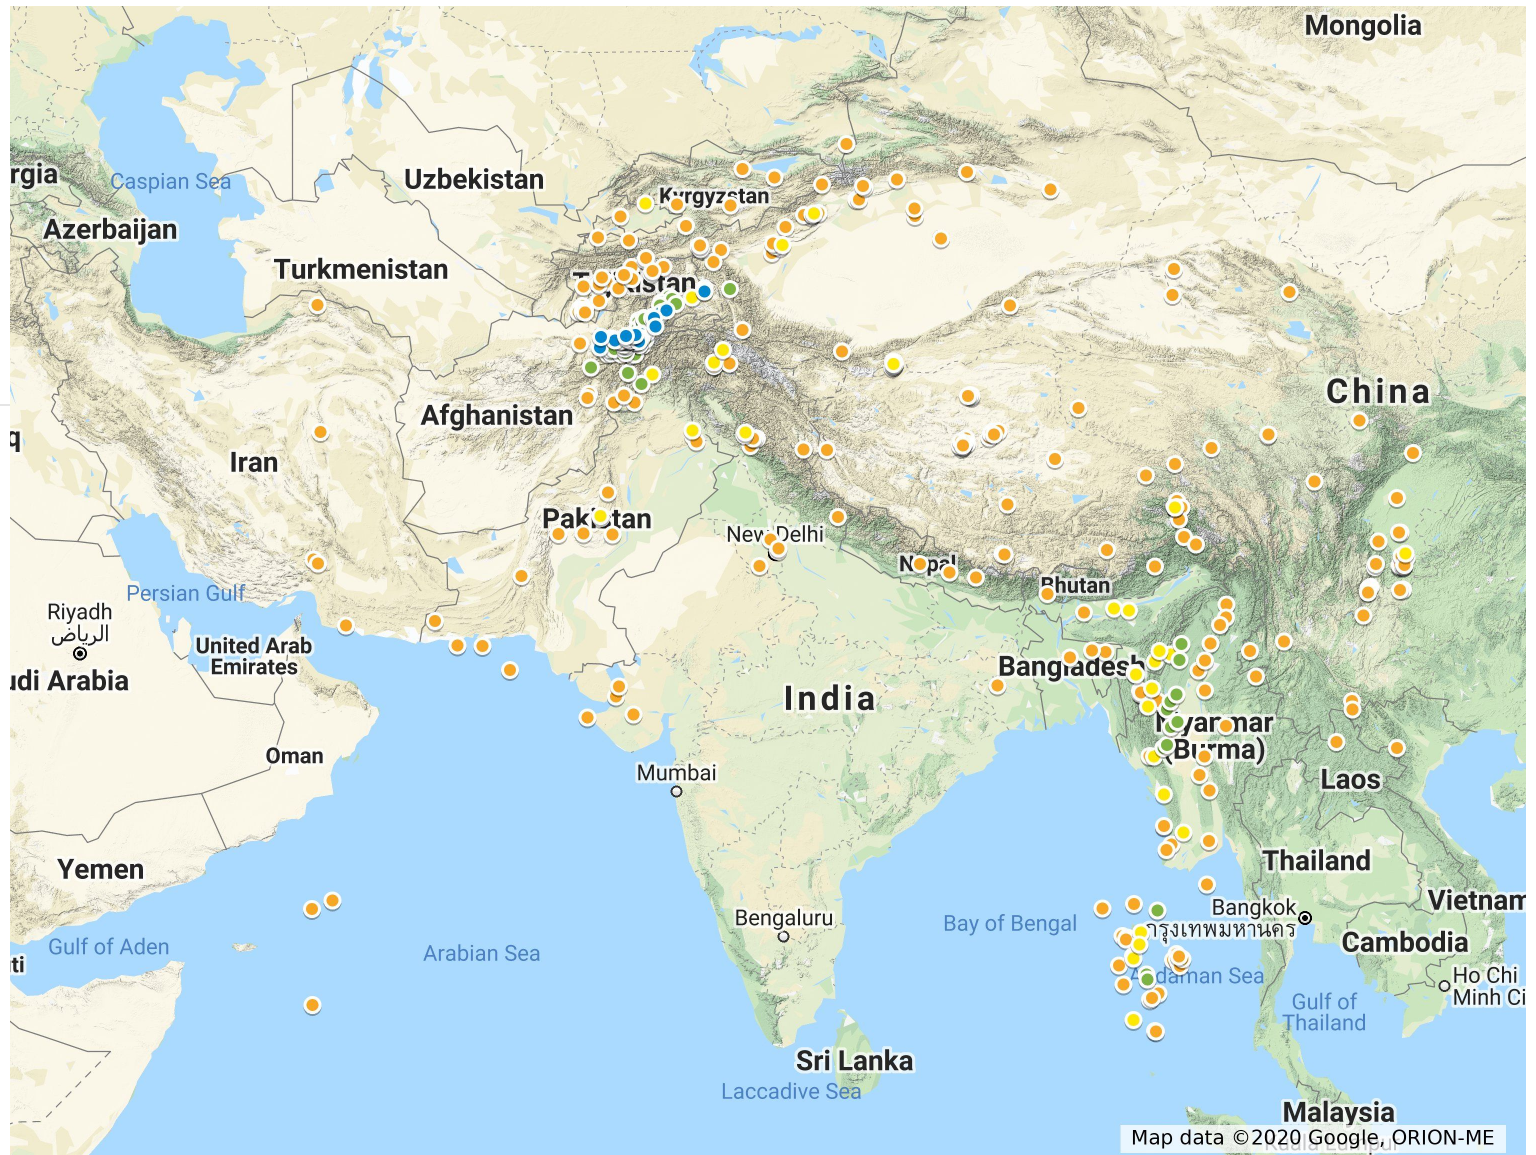 Mongolia
rgia
Caspian Sea
Uzbekistan
Kyrgyzstan
Azerbaijan
Turkmenistan
China
Afghanistan
q
Iran
Pakistan
New Delhi
Nepal
Bhutan
Persian Gulf
Riyadh
الرياض
United Arab
Emirates
Bangladesh
udi Arabia
India
Myanmar
(Burma)
Oman
Mumbai
Laos
Yemen
Thailand
Vietnam
Bangkok
กรุงเทพมหานคร
Bengaluru
Bay of Bengal
Cambodia
Gulf of Aden
Arabian Sea
ti
Andaman Sea
Ho Chi
Minh Ci
Gulf of
Thailand
Sri Lanka
Laccadive Sea
Malaysia
Map data ©2020 Google, ORION-ME
Kuala Lumpur